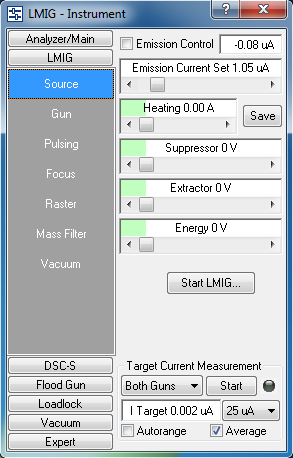 LMIG - Instrument
Analyzer/Main
LMIG
Source
Gun
Pulsing
Focus
Raster
Mass Filter
Vacuum
DSC-S
Flood Gun
Loadlock
Vacuum
Expert
Emission Control -0.08 uA
Emission Current Set 1.05 uA
Heating 0.00 A
Save
Suppressor 0 V
Extractor 0 V
Energy 0 V
Start LMIG...
Target Current Measurement
Both Guns Start
I Target 0.002 uA 25 uA
Autorange Average